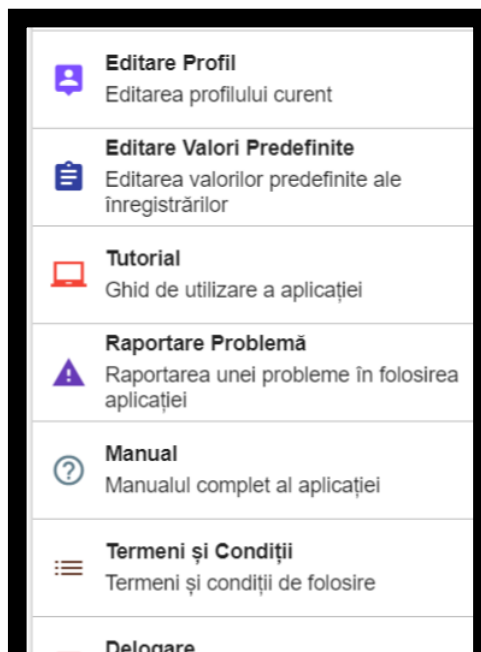 Editare Profil
Editarea profilului curent
Editare Valori Predefinite
Editarea valorilor predefinite ale
înregistrărilor
Tutorial
Ghid de utilizare a aplicației
Raportare Problemă
Raportarea unei probleme în folosirea
aplicației
Manual
Manualul complet al aplicației
Termeni și Condiții
Termeni și condiții de folosire
Delogare